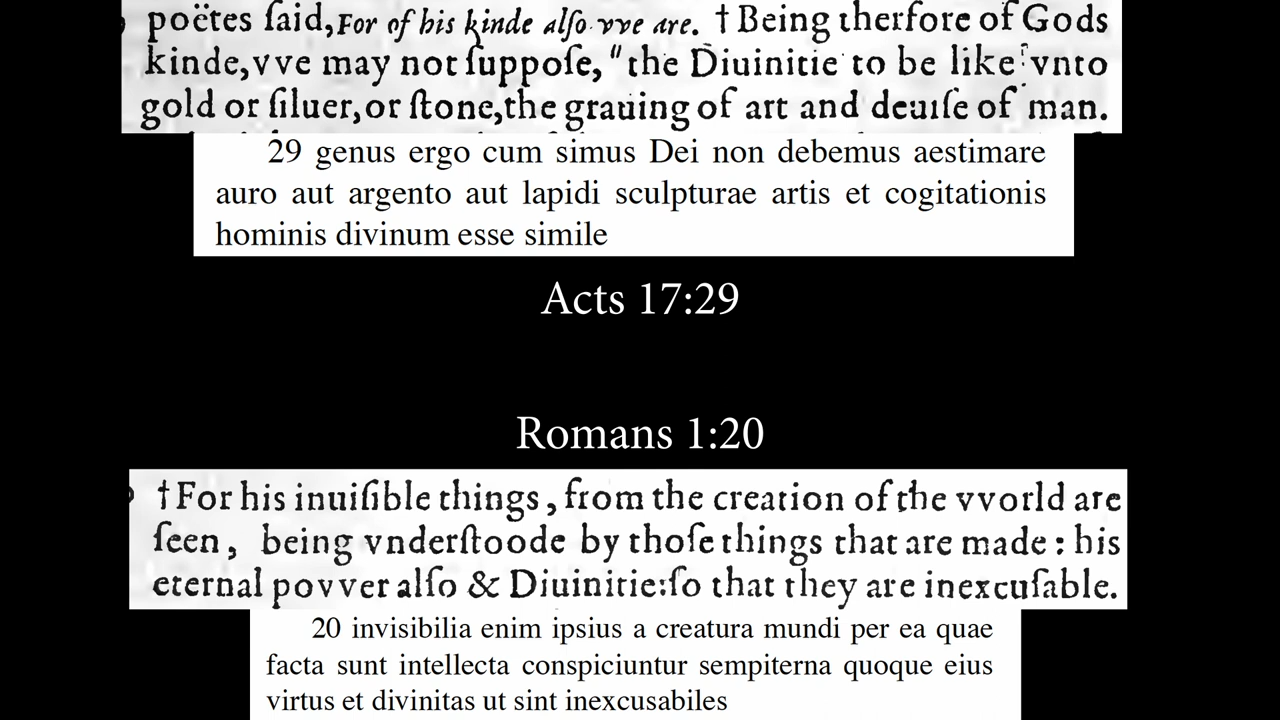 poëtes ſaid, For of his kinde alſo vve are. † Being therfore of Gods
kinde, vve may not ſuppoſe, " the Diuinitie to be like vnto
gold or ſiluer, or ſtone, the grauing of art and deuiſe of man.
29 genus ergo cum simus Dei non debemus aestimare
auro aut argento aut lapidi sculpturae artis et cogitationis
hominis divinum esse simile
Acts 17:29
Romans 1:20
† For his inuiſible things, from the creation of the vvorld are
ſeen, being vnderſtoode by thoſe things that are made: his
eternal povver alſo & Diuinitie: ſo that they are inexcuſable.
20 invisibilia enim ipsius a creatura mundi per ea quae
facta sunt intellecta conspiciuntur sempiterna quoque eius
virtus et divinitas ut sint inexcusabiles